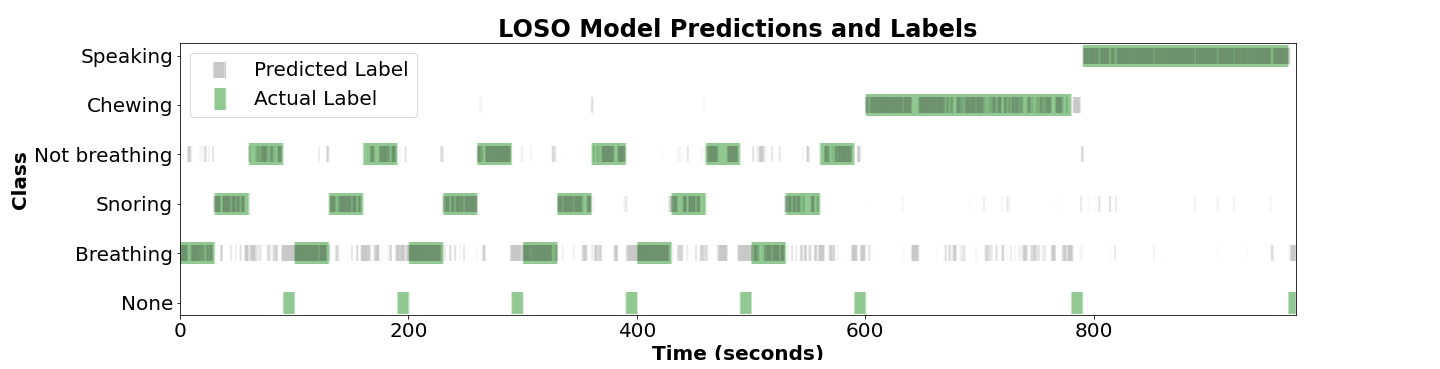 LOSO Model Predictions and Labels
Predicted Label
Actual Label
Class
Speaking
Chewing
Not breathing
Snoring
Breathing
None
0 200 400 600 800
Time (seconds)